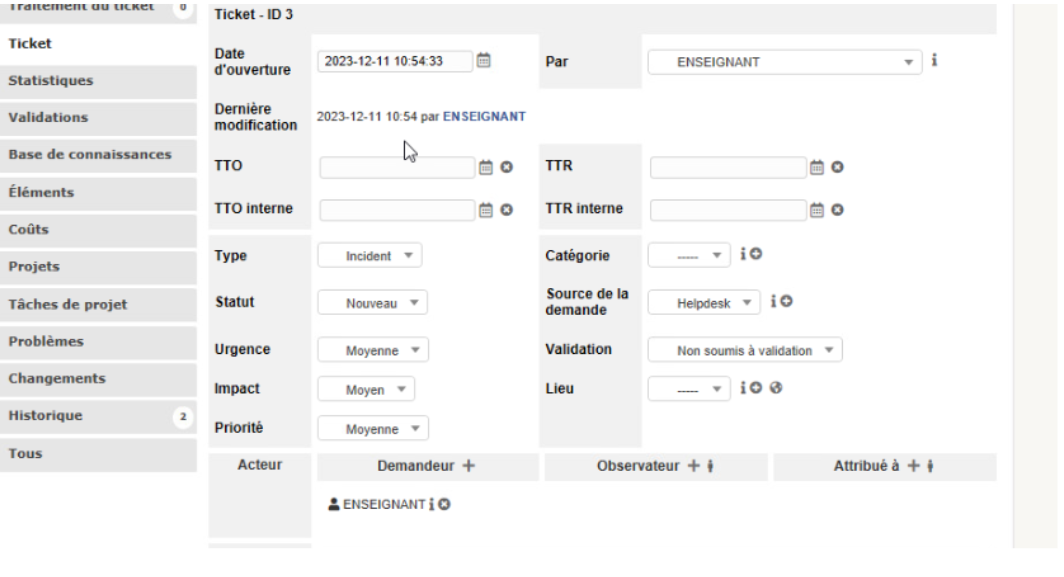 Traitement du ticket 0
Ticket
Statistiques
Validations
Base de connaissances
Éléments
Coûts
Projets
Tâches de projet
Problèmes
Changements
Historique 2
Tous
Ticket - ID 3
Date d'ouverture 2023-12-11 10:54:33 Par ENSEIGNANT
Dernière modification 2023-12-11 10:54 par ENSEIGNANT
TTO TTR
TTO interne TTR interne
Type Incident Catégorie -----
Statut Nouveau Source de la demande Helpdesk
Urgence Moyenne Validation Non soumis à validation
Impact Moyen Lieu -----
Priorité Moyenne
Acteur Demandeur Observateur Attribué à
ENSEIGNANT